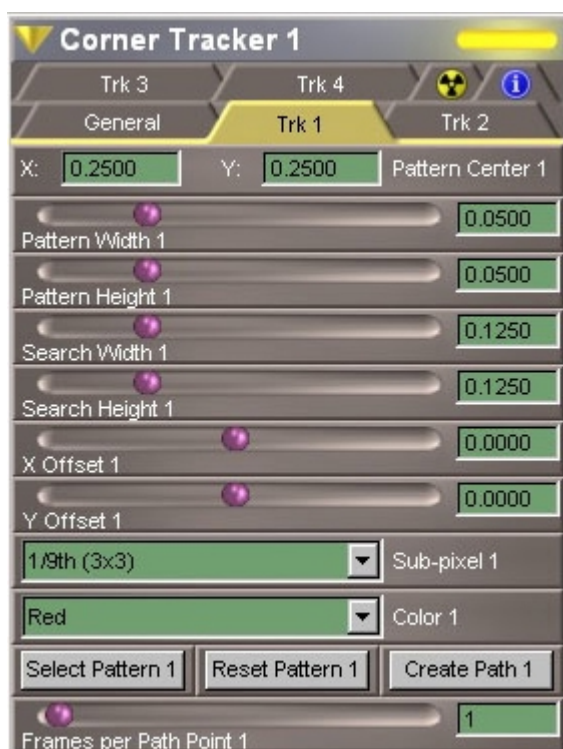 Corner Tracker 1
Trk 3 Trk 4 i
General Trk 1 Trk 2
X: 0.2500 Y: 0.2500 Pattern Center 1
0.0500
Pattern Width 1
0.0500
Pattern Height 1
0.1250
Search Width 1
0.1250
Search Height 1
0.0000
X Offset 1
0.0000
Y Offset 1
1/9th (3x3) Sub-pixel 1
Red Color 1
Select Pattern 1 Reset Pattern 1 Create Path 1
1
Frames per Path Point 1